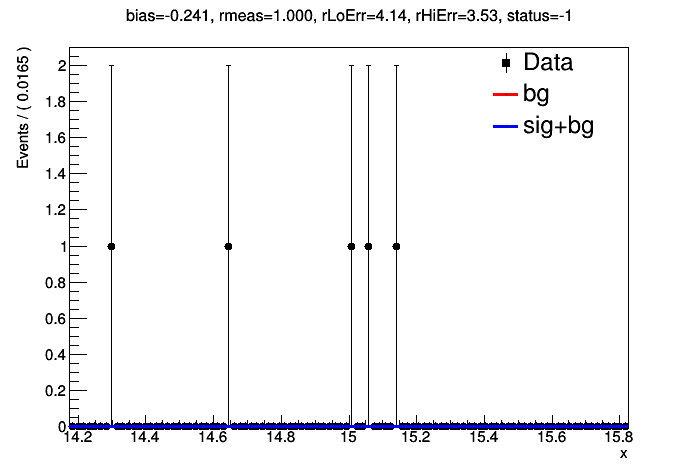 bias=-0.241, rmeas=1.000, rLoErr=4.14, rHiErr=3.53, status=-1
Events / ( 0.0165 )
2
1.8
1.6
1.4
1.2
1
0.8
0.6
0.4
0.2
0
Data
bg
sig+bg
14.2 14.4 14.6 14.8 15 15.2 15.4 15.6 15.8
x